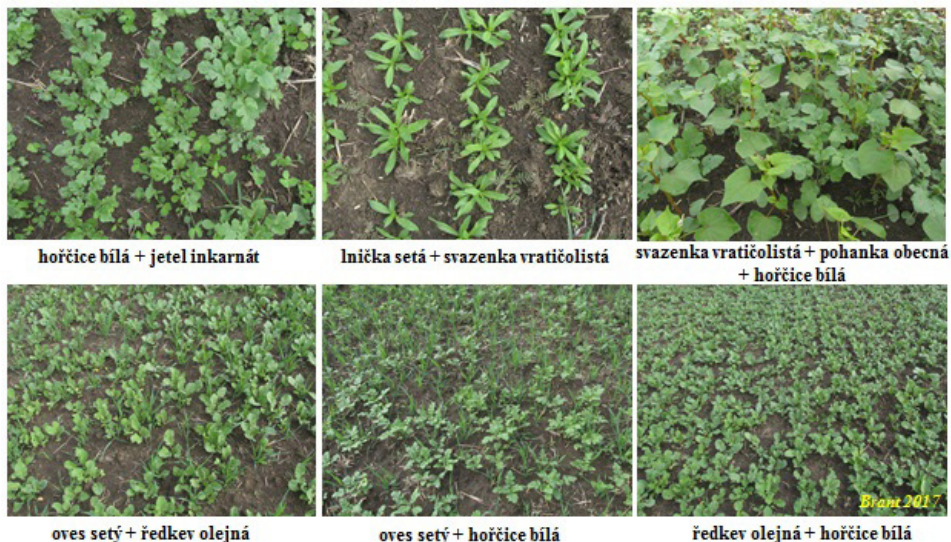 hořčice bílá + jetel inkarnát
lnička setá + svazenka vratičolistá
svazenka vratičolistá + pohanka obecná
+ hořčice bílá
oves setý + ředkev olejná
oves setý + hořčice bílá
Brant 2017
ředkev olejná + hořčice bílá